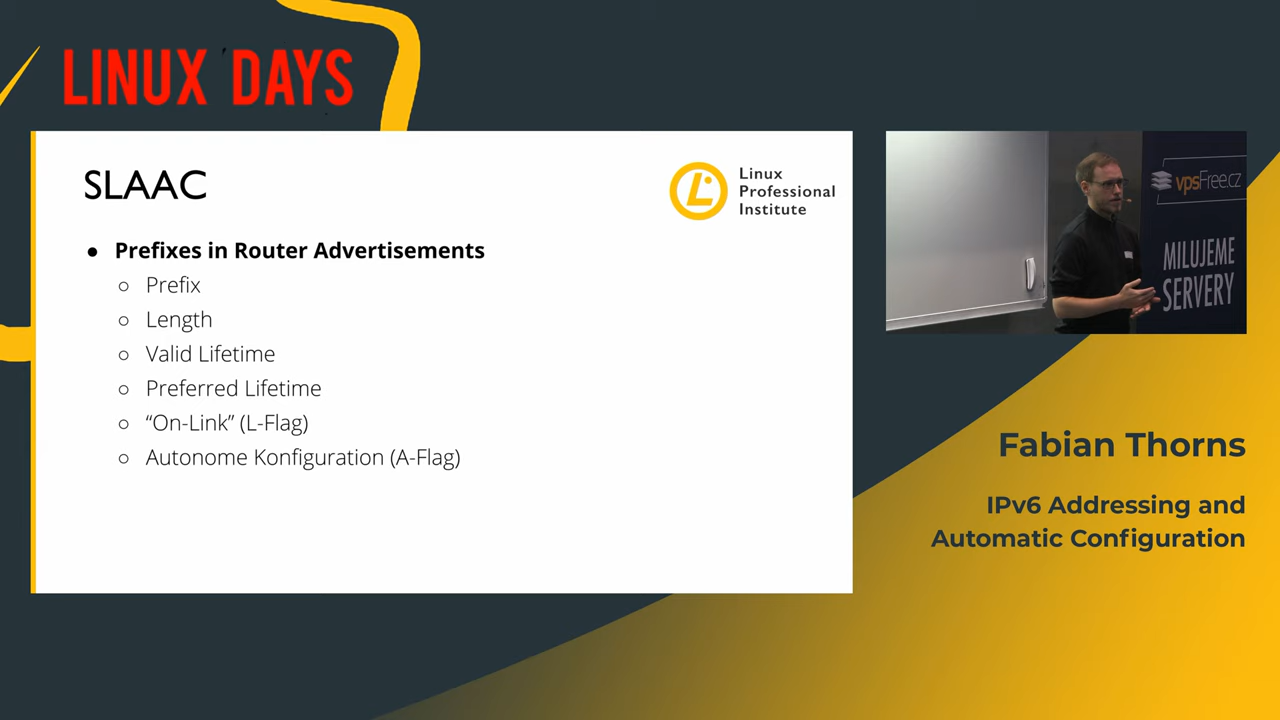 LINUX DAYS
SLAAC
Linux
Professional
Institute
● Prefixes in Router Advertisements
○ Prefix
○ Length
○ Valid Lifetime
○ Preferred Lifetime
○ “On-Link” (L-Flag)
○ Autonome Konfiguration (A-Flag)
vpsFree.cz
MILUJEME
SERVERY
Fabian Thorns
IPv6 Addressing and
Automatic Configuration